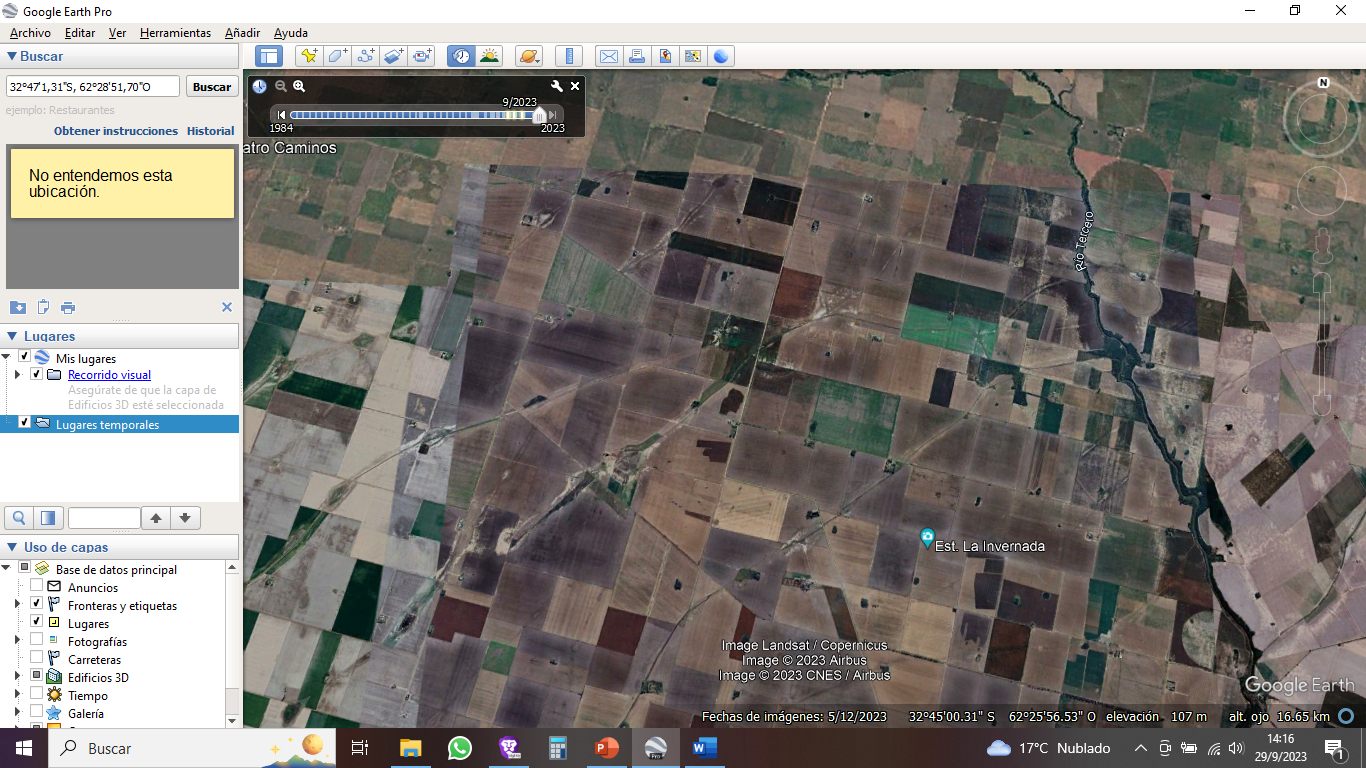 Google Earth Pro
Archivo Editar Ver Herramientas Añadir Ayuda
Buscar
32°47'1,31"S, 62°28'51,70"O
Buscar
ejemplo: Restaurantes
Obtener instrucciones Historial
No entendemos esta
ubicación.
Lugares
Mis lugares
Recorrido visual
Asegúrate de que la capa de
Edificios 3D esté seleccionada
Lugares temporales
Uso de capas
Base de datos principal
Anuncios
Fronteras y etiquetas
Lugares
Fotografías
Carreteras
Edificios 3D
Tiempo
Galería
9/2023
1984
2023
atro Caminos
N
Río Tercero
Est. La Invernada
Image Landsat / Copernicus
Image © 2023 Airbus
Image © 2023 CNES / Airbus
Google Earth
Fechas de imágenes: 5/12/2023 32°45'00.31" S 62°25'56.53" O elevación 107 m alt. ojo 16.65 km
Buscar
17°C Nublado
14:16
29/9/2023
1